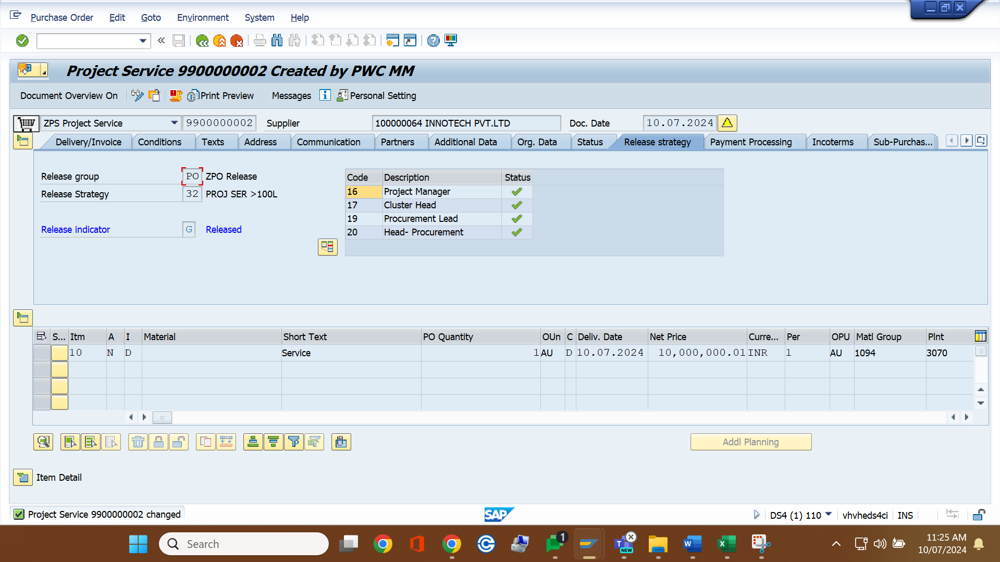 Purchase Order Edit Goto Environment System Help
Project Service 9900000002 Created by PWC MM
Document Overview On Print Preview Messages Personal Setting
ZPS Project Service 9900000002 Supplier 100000064 INNOTECH PVT.LTD Doc. Date 10.07.2024
Delivery/Invoice Conditions Texts Address Communication Partners Additional Data Org. Data Status Release strategy Payment Processing Incoterms Sub-Purchas...
Release group PO ZPO Release
Release Strategy 32 PROJ SER >100L
Release indicator G Released
Code Description Status
16 Project Manager
17 Cluster Head
19 Procurement Lead
20 Head- Procurement
S... Itm A I Material Short Text PO Quantity OUn C Deliv. Date Net Price Curre... Per OPU Matl Group Plnt
10 N D Service 1 AU D 10.07.2024 10,000,000.01 INR 1 AU 1094 3070
Addl Planning
Item Detail
Project Service 9900000002 changed SAP DS4 (1) 110 vhvheds4ci INS
Search 1 NEW 11:25 AM
10/07/2024